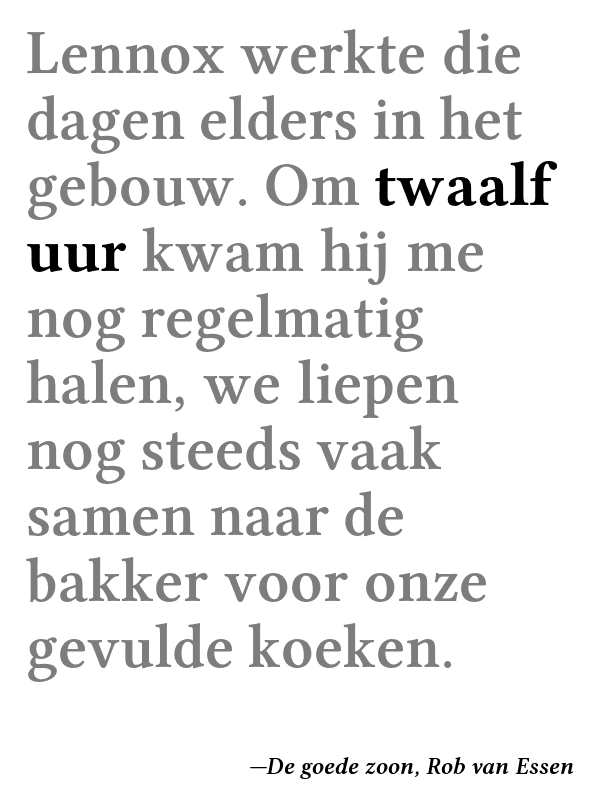 Lennox werkte die
dagen elders in het
gebouw. Om twaalf
uur kwam hij me
nog regelmatig
halen, we liepen
nog steeds vaak
samen naar de
bakker voor onze
gevulde koeken.
—De goede zoon, Rob van Essen